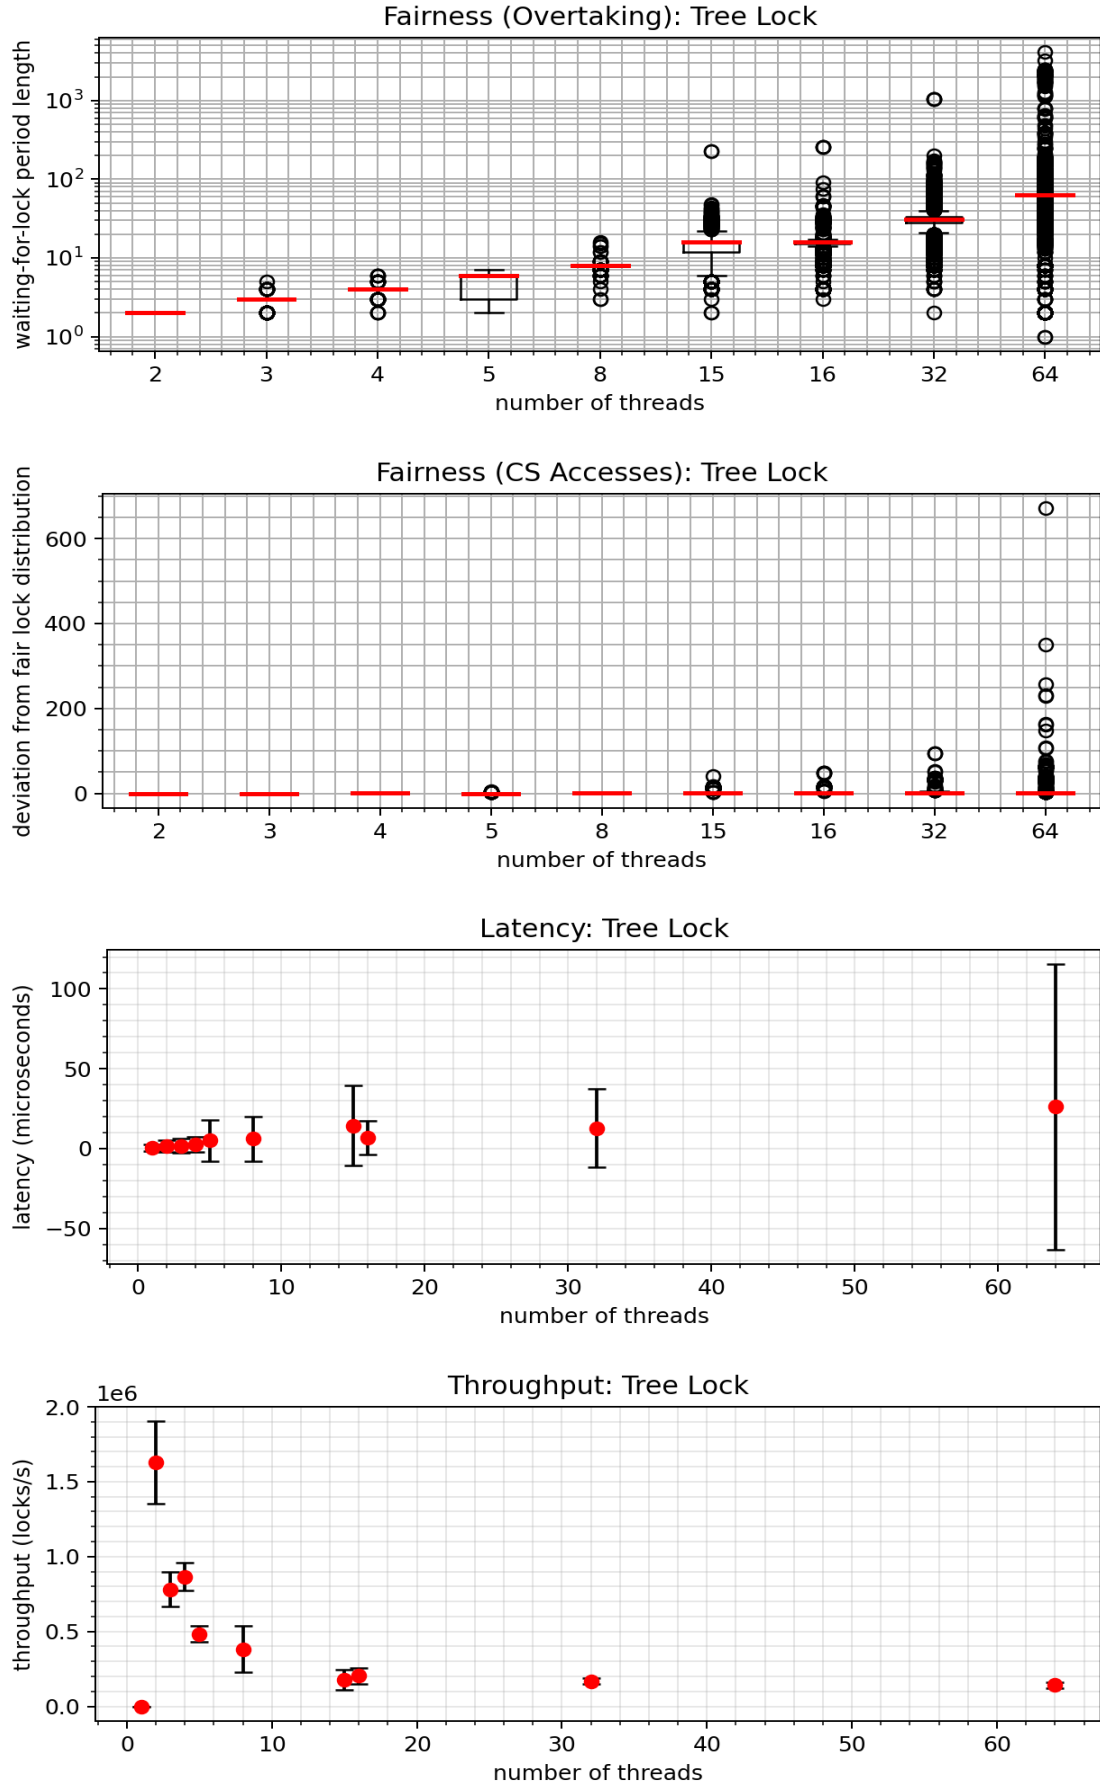 Fairness (Overtaking): Tree Lock
waiting-for-lock period length
10³
10²
10¹
10⁰
2 3 4 5 8 15 16 32 64
number of threads
Fairness (CS Accesses): Tree Lock
deviation from fair lock distribution
600
400
200
0
2 3 4 5 8 15 16 32 64
number of threads
Latency: Tree Lock
latency (microseconds)
100
50
0
−50
0 10 20 30 40 50 60
number of threads
Throughput: Tree Lock
1e6
throughput (locks/s)
2.0
1.5
1.0
0.5
0.0
0 10 20 30 40 50 60
number of threads